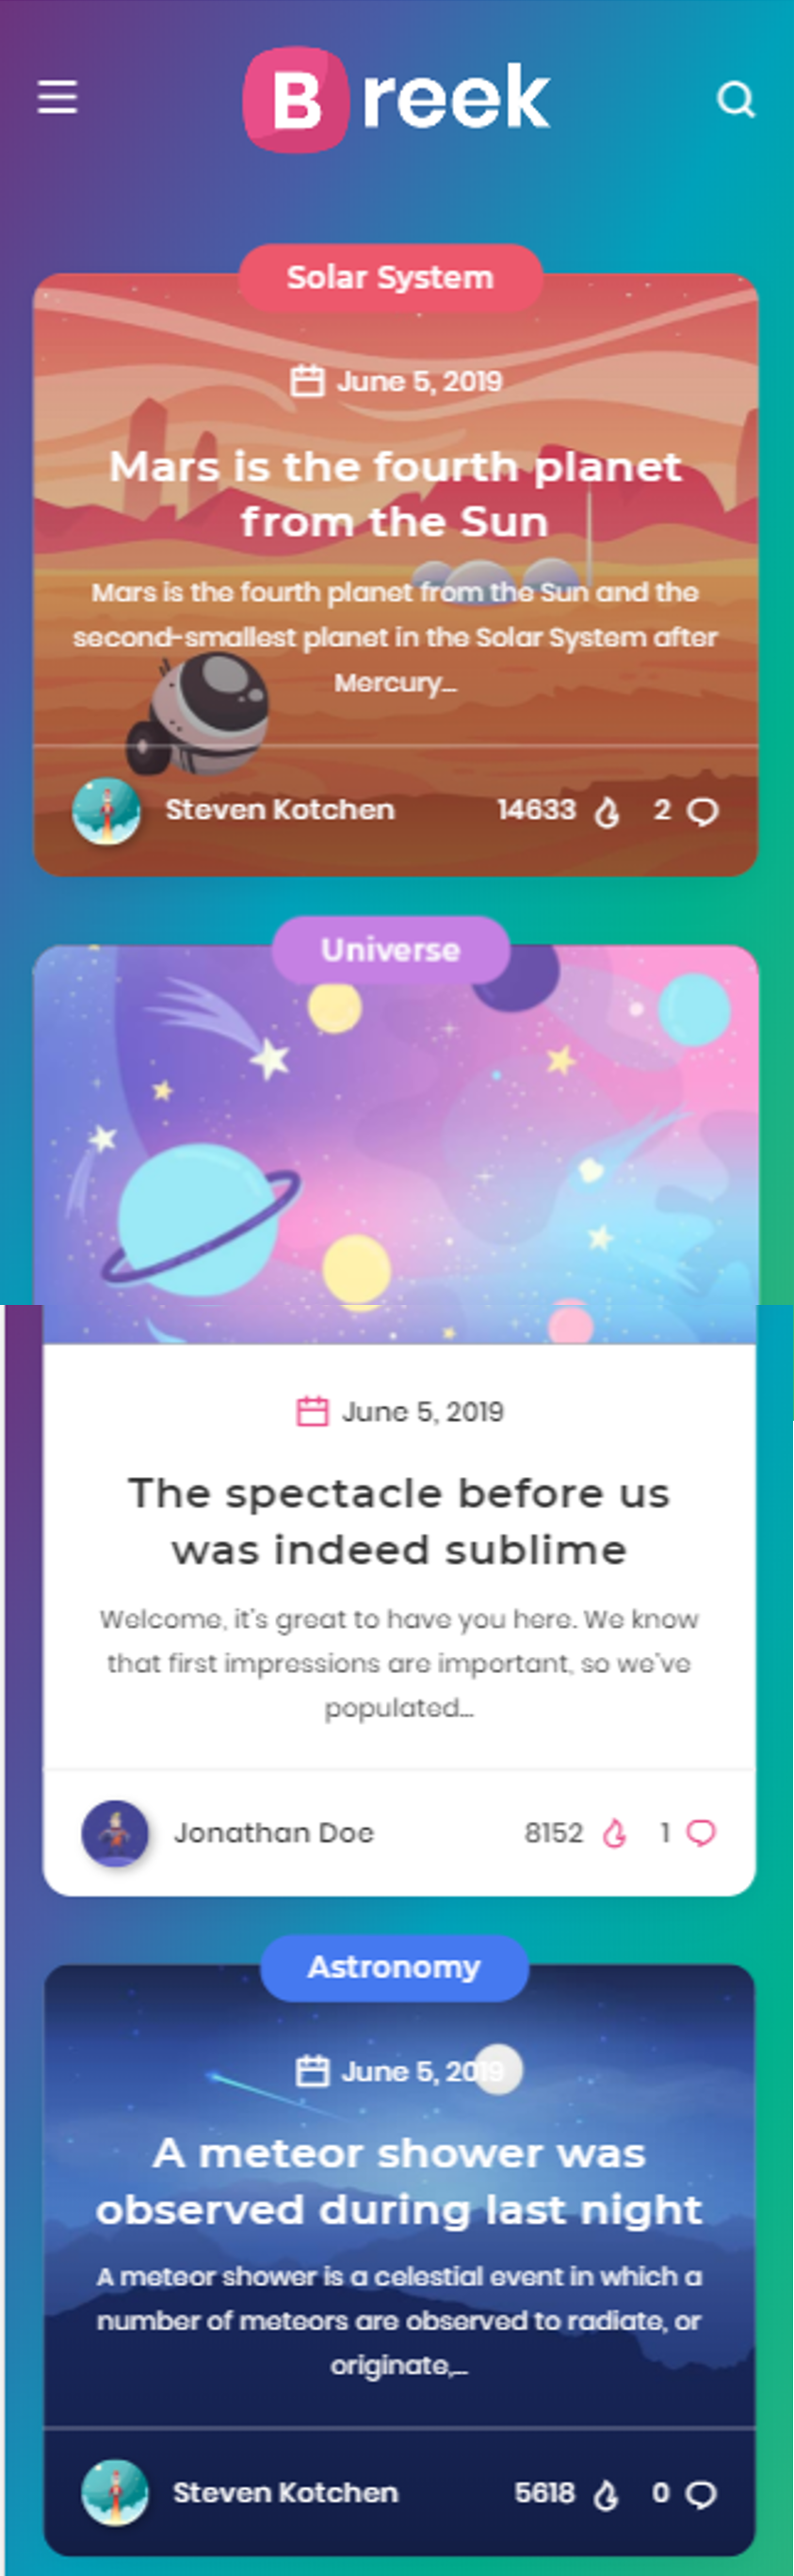 Breek
Solar System
June 5, 2019
Mars is the fourth planet
from the Sun
Mars is the fourth planet from the Sun and the
second-smallest planet in the Solar System after
Mercury...
Steven Kotchen 14633 2
Universe
June 5, 2019
The spectacle before us
was indeed sublime
Welcome, it's great to have you here. We know
that first impressions are important, so we've
populated...
Jonathan Doe 8152 1
Astronomy
June 5, 2019
A meteor shower was
observed during last night
A meteor shower is a celestial event in which a
number of meteors are observed to radiate, or
originate,...
Steven Kotchen 5618 0